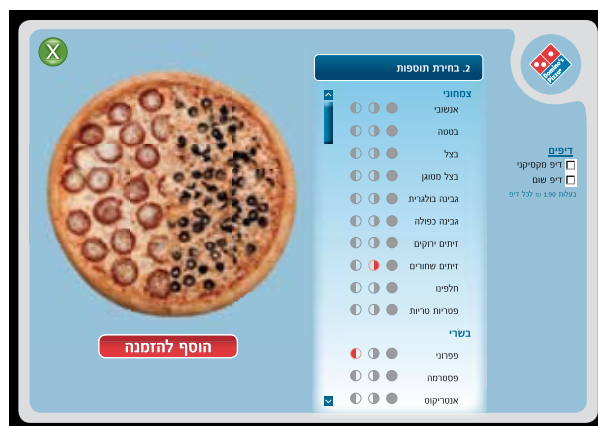 2. בחירת תוספות
צמחוני
אנשובי
בטטה
בצל
בצל מטוגן
גבינה בולגרית
גבינה כפולה
זיתים ירוקים
זיתים שחורים
חלפינו
פטריות טריות
בשרי
פפרוני
פסטרמה
אנטריקוט
Domino's
Pizza
דיפים
דיפ מקסיקני
דיפ שום
בעלות 1.90 ₪ לכל דיפ
X
הוסף להזמנה